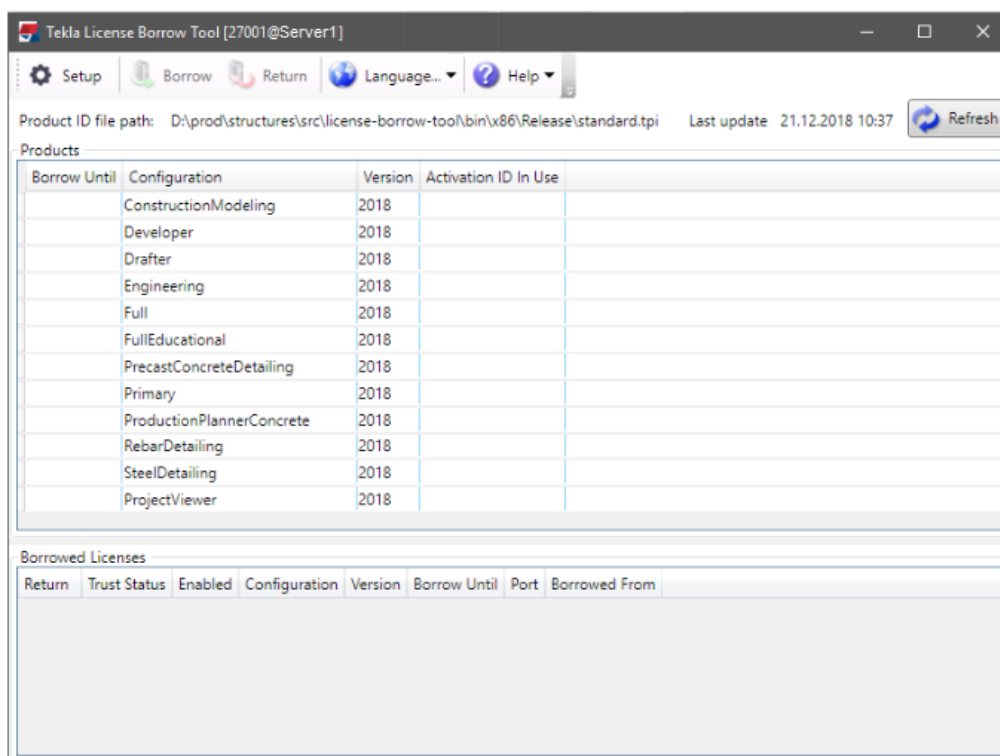 Tekla License Borrow Tool [27001@Server1]
Setup Borrow Return Language... Help
Product ID file path: D:\prod\structures\src\license-borrow-tool\bin\x86\Release\standard.tpi Last update 21.12.2018 10:37 Refresh
Products
Borrow Until Configuration Version Activation ID In Use
ConstructionModeling 2018
Developer 2018
Drafter 2018
Engineering 2018
Full 2018
FullEducational 2018
PrecastConcreteDetailing 2018
Primary 2018
ProductionPlannerConcrete 2018
RebarDetailing 2018
SteelDetailing 2018
ProjectViewer 2018
Borrowed Licenses
Return Trust Status Enabled Configuration Version Borrow Until Port Borrowed From